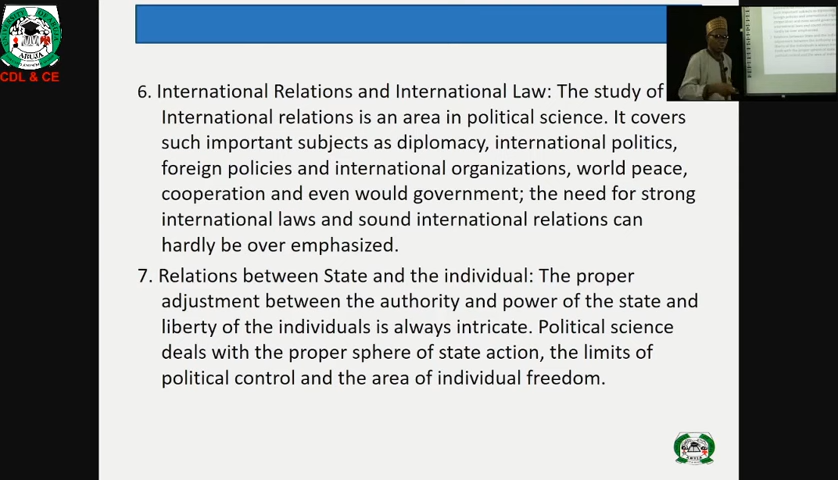 ABUJA
CDL & CE
6. International Relations and International Law: The study of
International relations is an area in political science. It covers
such important subjects as diplomacy, international politics,
foreign policies and international organizations, world peace,
cooperation and even would government; the need for strong
international laws and sound international relations can
hardly be over emphasized.
7. Relations between State and the individual: The proper
adjustment between the authority and power of the state and
liberty of the individuals is always intricate. Political science
deals with the proper sphere of state action, the limits of
political control and the area of individual freedom.